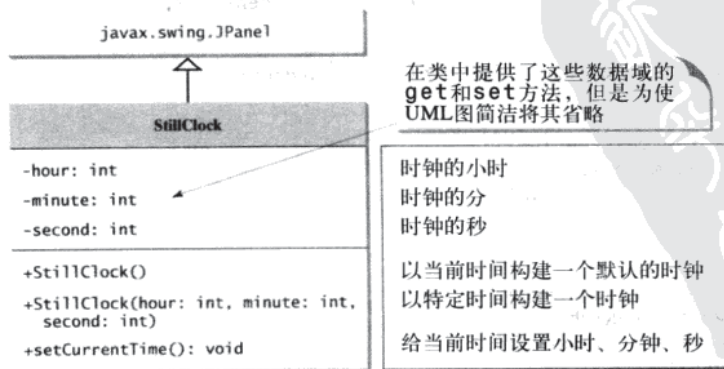 javax.swing.JPanel
在类中提供了这些数据域的
get和set方法，但是为使
UML图简洁将其省略
StillClock
-hour: int
时钟的小时
-minute: int
时钟的分
-second: int
时钟的秒
+StillClock()
以当前时间构建一个默认的时钟
+StillClock(hour: int, minute: int,
second: int)
以特定时间构建一个时钟
+setCurrentTime(): void
给当前时间设置小时、分钟、秒